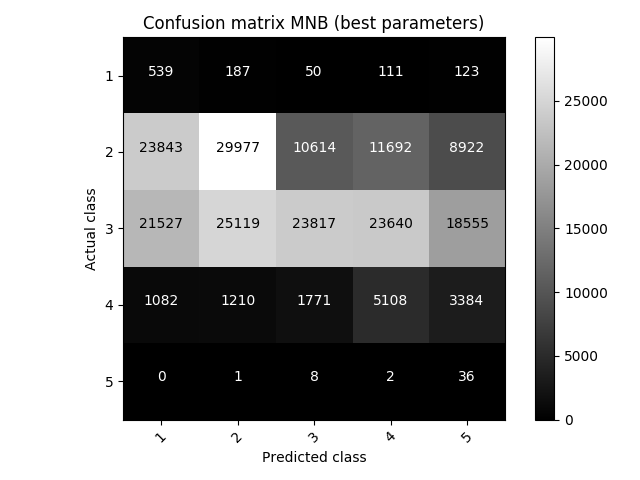 Confusion matrix MNB (best parameters)
Actual class
1 539 187 50 111 123
2 23843 29977 10614 11692 8922
3 21527 25119 23817 23640 18555
4 1082 1210 1771 5108 3384
5 0 1 8 2 36
1 2 3 4 5
Predicted class
25000
20000
15000
10000
5000
0